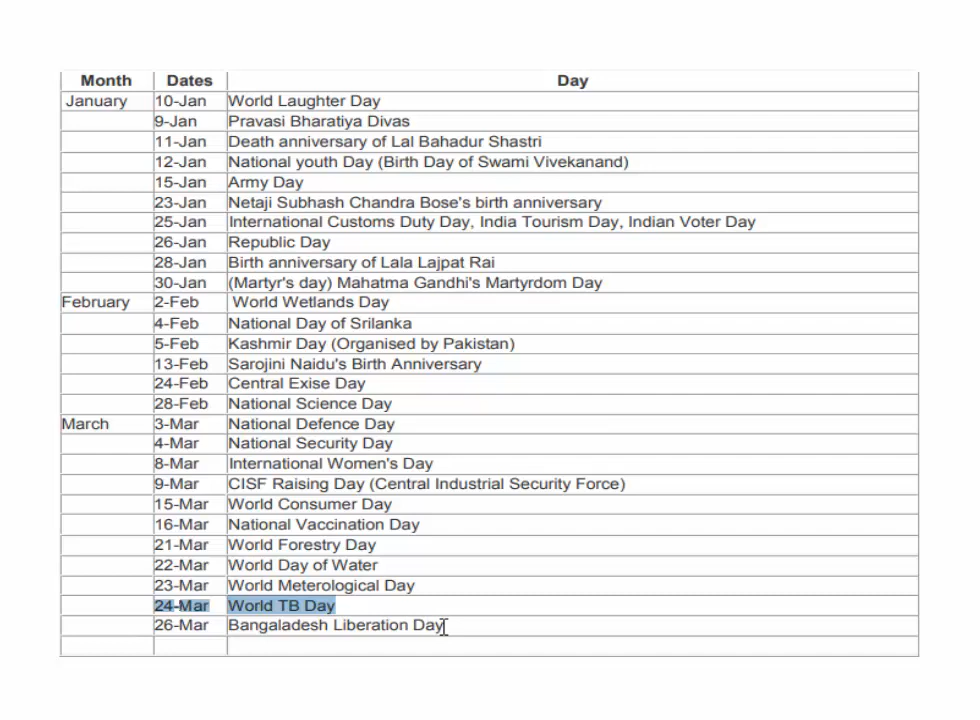 Month Dates Day
January 10-Jan World Laughter Day
9-Jan Pravasi Bharatiya Divas
11-Jan Death anniversary of Lal Bahadur Shastri
12-Jan National youth Day (Birth Day of Swami Vivekanand)
15-Jan Army Day
23-Jan Netaji Subhash Chandra Bose's birth anniversary
25-Jan International Customs Duty Day, India Tourism Day, Indian Voter Day
26-Jan Republic Day
28-Jan Birth anniversary of Lala Lajpat Rai
30-Jan (Martyr's day) Mahatma Gandhi's Martyrdom Day
February 2-Feb World Wetlands Day
4-Feb National Day of Srilanka
5-Feb Kashmir Day (Organised by Pakistan)
13-Feb Sarojini Naidu's Birth Anniversary
24-Feb Central Exise Day
28-Feb National Science Day
March 3-Mar National Defence Day
4-Mar National Security Day
8-Mar International Women's Day
9-Mar CISF Raising Day (Central Industrial Security Force)
15-Mar World Consumer Day
16-Mar National Vaccination Day
21-Mar World Forestry Day
22-Mar World Day of Water
23-Mar World Meterological Day
24-Mar World TB Day
26-Mar Bangaladesh Liberation Day